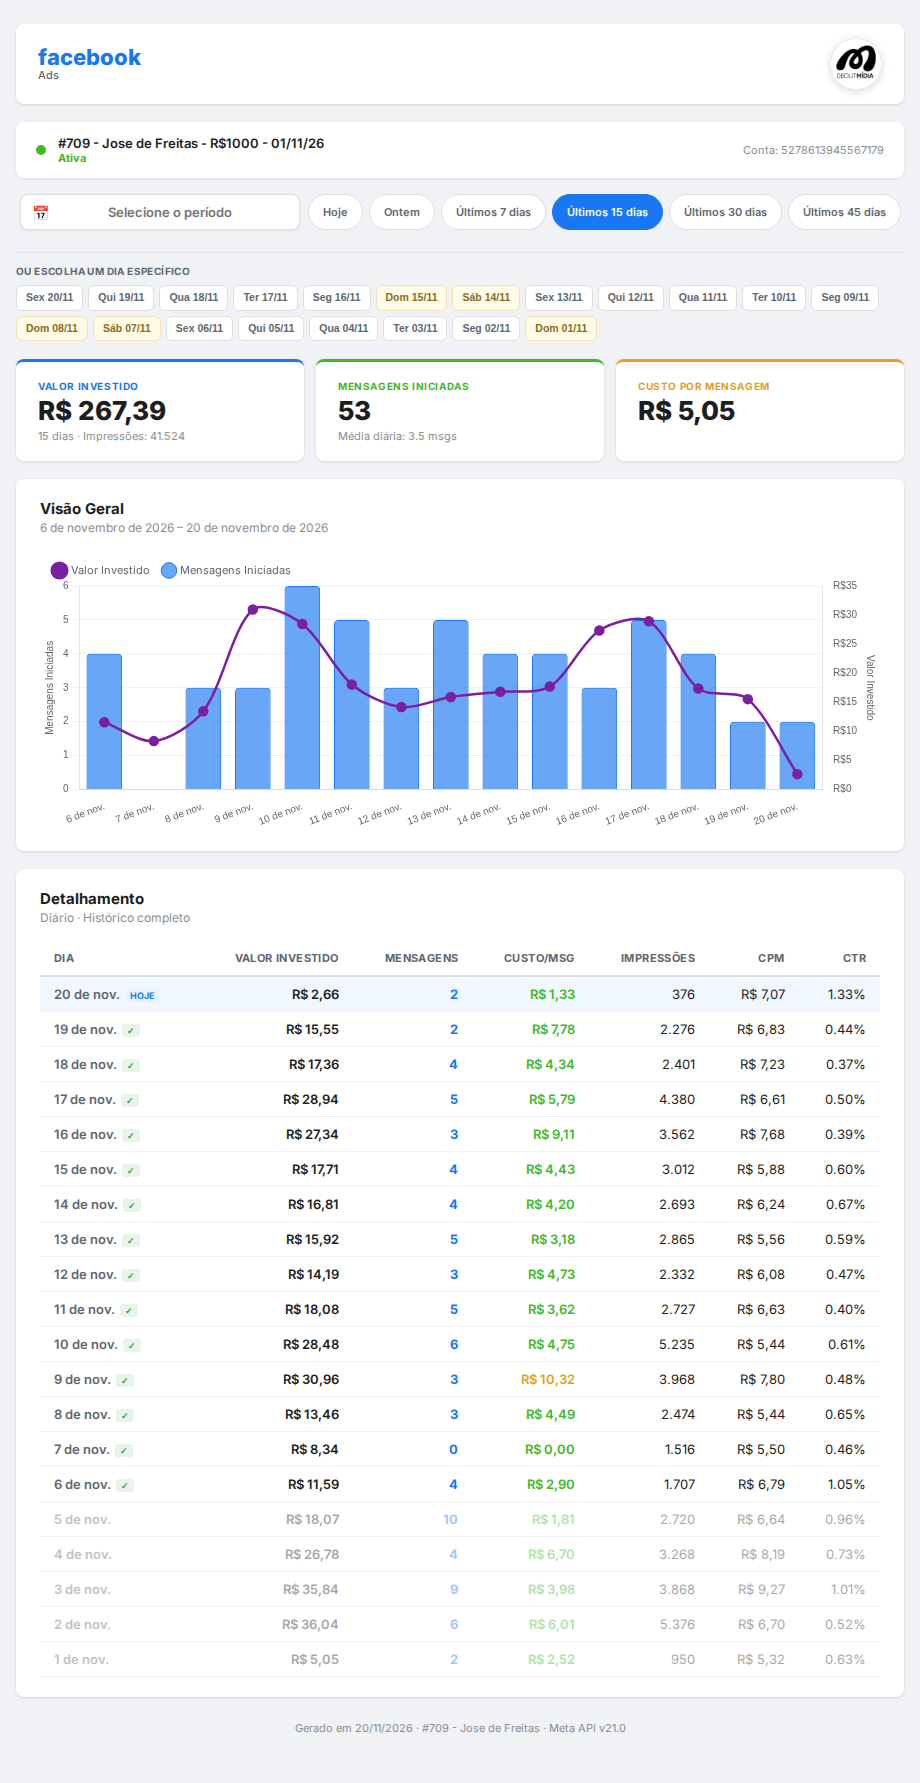 facebook
Ads
DBOUTMÍDIA
#709 - Jose de Freitas - R$1000 - 01/11/26
Ativa
Conta: 5278613945567179
Selecione o período
Hoje
Ontem
Últimos 7 dias
Últimos 15 dias
Últimos 30 dias
Últimos 45 dias
OU ESCOLHA UM DIA ESPECÍFICO
Sex 20/11 Qui 19/11 Qua 18/11 Ter 17/11 Seg 16/11 Dom 15/11 Sáb 14/11 Sex 13/11 Qui 12/11 Qua 11/11 Ter 10/11 Seg 09/11
Dom 08/11 Sáb 07/11 Sex 06/11 Qui 05/11 Qua 04/11 Ter 03/11 Seg 02/11 Dom 01/11
VALOR INVESTIDO
R$ 267,39
15 dias · Impressões: 41.524
MENSAGENS INICIADAS
53
Média diária: 3.5 msgs
CUSTO POR MENSAGEM
R$ 5,05
Visão Geral
6 de novembro de 2026 – 20 de novembro de 2026
Valor Investido Mensagens Iniciadas
Mensagens Iniciadas
6
5
4
3
2
1
0
R$35
R$30
R$25
R$20
R$15
R$10
R$5
R$0
Valor Investido
6 de nov. 7 de nov. 8 de nov. 9 de nov. 10 de nov. 11 de nov. 12 de nov. 13 de nov. 14 de nov. 15 de nov. 16 de nov. 17 de nov. 18 de nov. 19 de nov. 20 de nov.
Detalhamento
Diário · Histórico completo
DIA VALOR INVESTIDO MENSAGENS CUSTO/MSG IMPRESSÕES CPM CTR
20 de nov. HOJE R$ 2,66 2 R$ 1,33 376 R$ 7,07 1.33%
19 de nov. ✓ R$ 15,55 2 R$ 7,78 2.276 R$ 6,83 0.44%
18 de nov. ✓ R$ 17,36 4 R$ 4,34 2.401 R$ 7,23 0.37%
17 de nov. ✓ R$ 28,94 5 R$ 5,79 4.380 R$ 6,61 0.50%
16 de nov. ✓ R$ 27,34 3 R$ 9,11 3.562 R$ 7,68 0.39%
15 de nov. ✓ R$ 17,71 4 R$ 4,43 3.012 R$ 5,88 0.60%
14 de nov. ✓ R$ 16,81 4 R$ 4,20 2.693 R$ 6,24 0.67%
13 de nov. ✓ R$ 15,92 5 R$ 3,18 2.865 R$ 5,56 0.59%
12 de nov. ✓ R$ 14,19 3 R$ 4,73 2.332 R$ 6,08 0.47%
11 de nov. ✓ R$ 18,08 5 R$ 3,62 2.727 R$ 6,63 0.40%
10 de nov. ✓ R$ 28,48 6 R$ 4,75 5.235 R$ 5,44 0.61%
9 de nov. ✓ R$ 30,96 3 R$ 10,32 3.968 R$ 7,80 0.48%
8 de nov. ✓ R$ 13,46 3 R$ 4,49 2.474 R$ 5,44 0.65%
7 de nov. ✓ R$ 8,34 0 R$ 0,00 1.516 R$ 5,50 0.46%
6 de nov. ✓ R$ 11,59 4 R$ 2,90 1.707 R$ 6,79 1.05%
5 de nov. R$ 18,07 10 R$ 1,81 2.720 R$ 6,64 0.96%
4 de nov. R$ 26,78 4 R$ 6,70 3.268 R$ 8,19 0.73%
3 de nov. R$ 35,84 9 R$ 3,98 3.868 R$ 9,27 1.01%
2 de nov. R$ 36,04 6 R$ 6,01 5.376 R$ 6,70 0.52%
1 de nov. R$ 5,05 2 R$ 2,52 950 R$ 5,32 0.63%
Gerado em 20/11/2026 · #709 - Jose de Freitas · Meta API v21.0